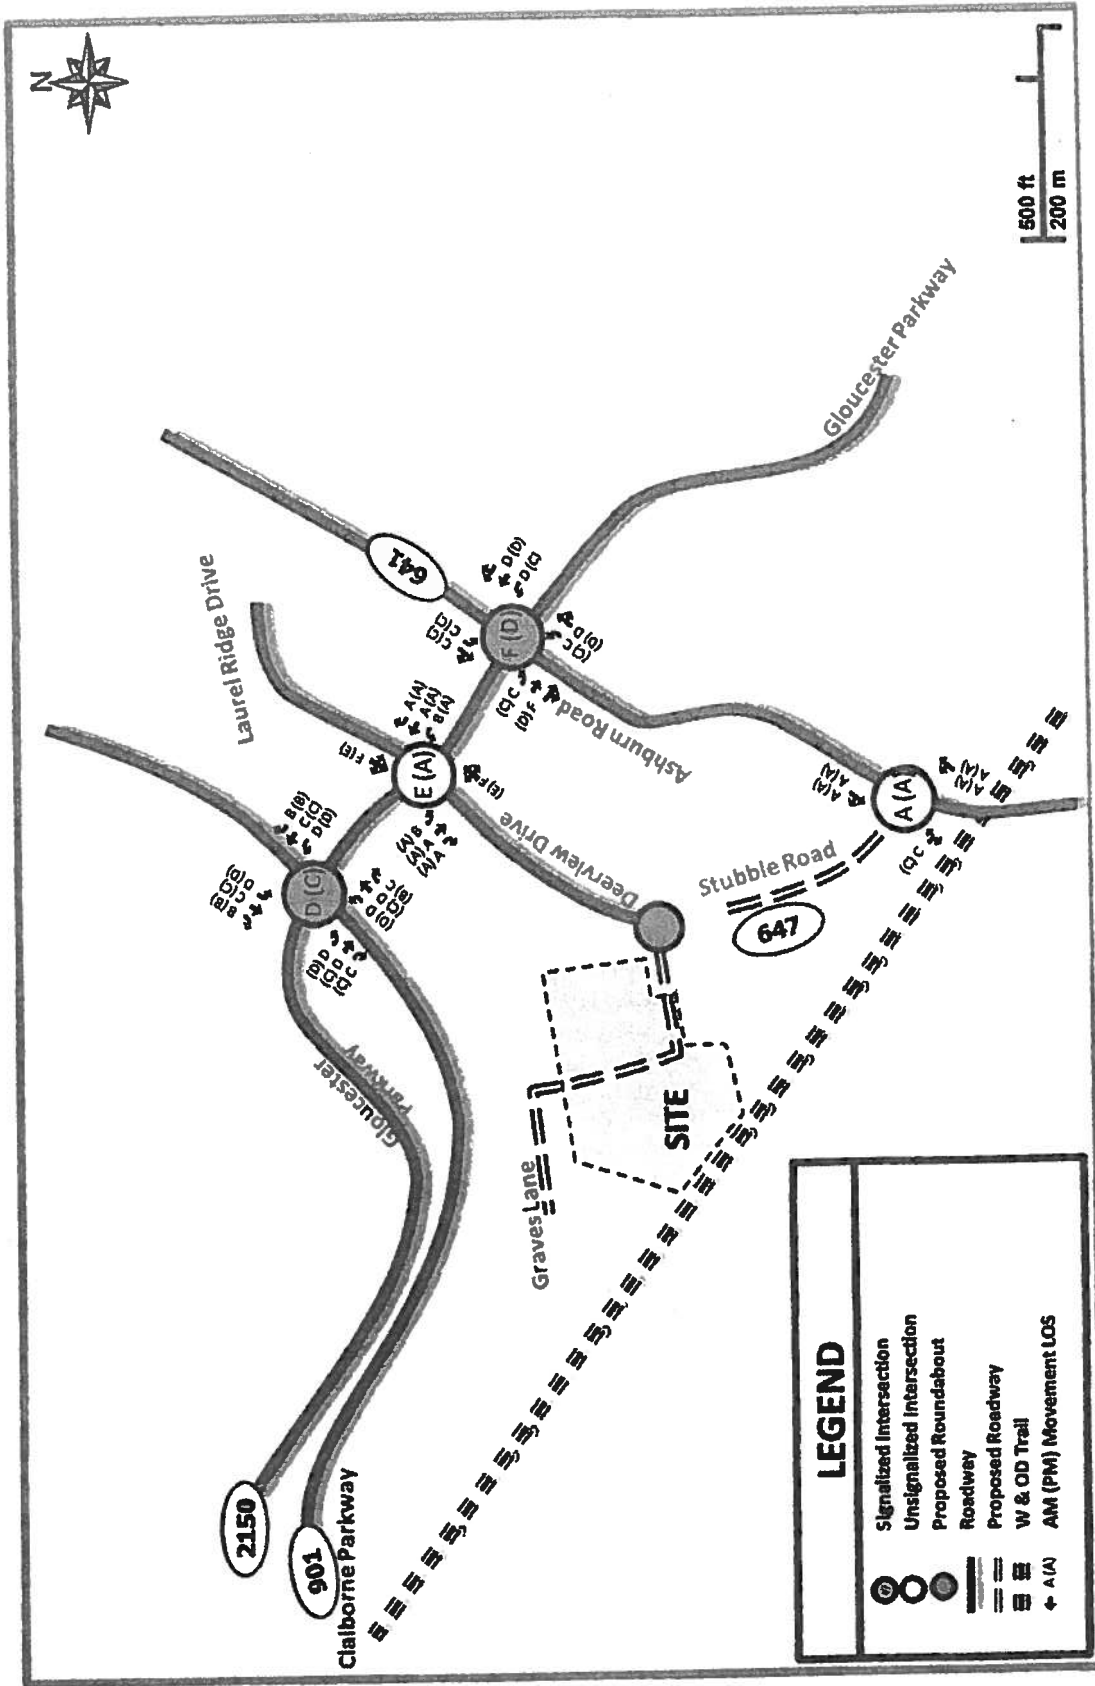 N
500 ft
200 m
Gloucester Parkway
641
Laurel Ridge Drive
C (C)
C (C)
D (D)
D (C)
F (D)
(D) D
(C) C
(C) C
(D) F
Ashburn Road
A (A)
A (A)
B (A)
F (E)
E (A)
(E) F
(A) B
(A) A
(A) A
Deerview Drive
B (B)
C (C)
D (D)
D (D)
C (C)
B (B)
D (C)
C (B)
D (C)
D (D)
D
D
C
Stubble Road
647
A (A)
A (A)
A (A)
A (A)
A (A
(C) C
Gloucester
Parkway
SITE
Graves Lane
2150
901
Claiborne Parkway
LEGEND
Signalized Intersection
Unsignalized Intersection
Proposed Roundabout
Roadway
Proposed Roadway
W & OD Trail
A (A) AM (PM) Movement LOS